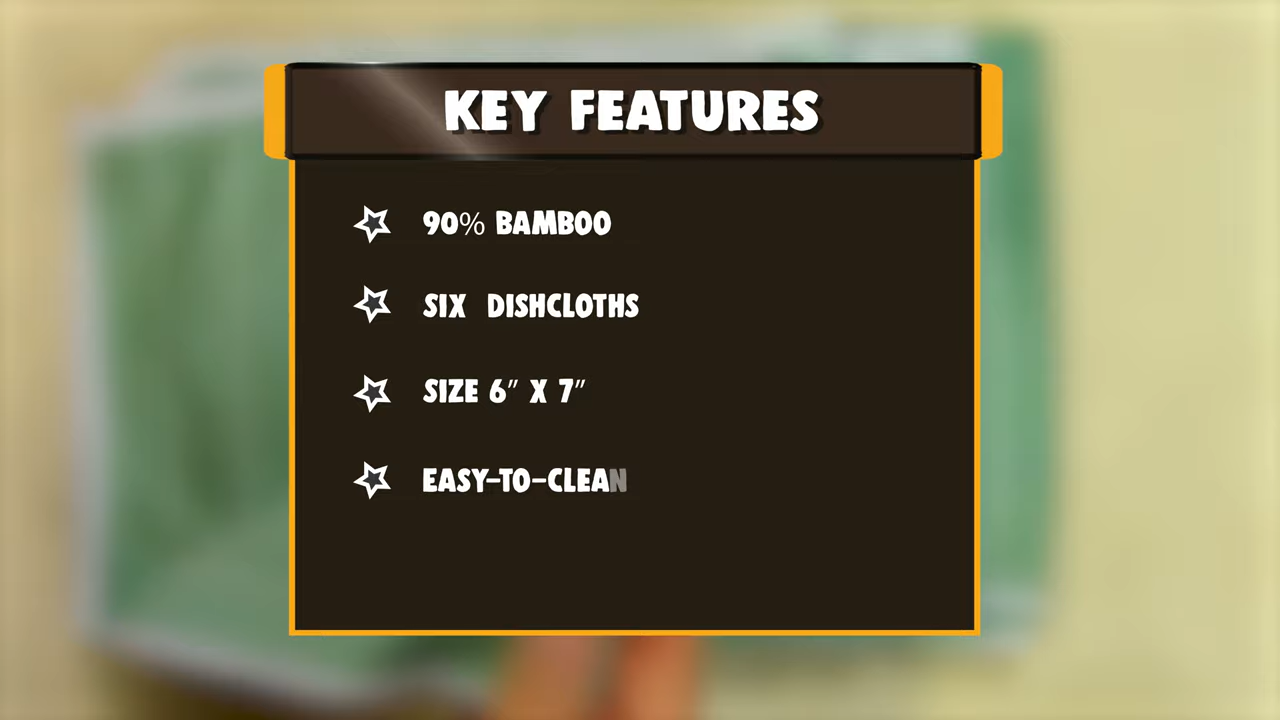 KEY FEATURES
90% BAMBOO
SIX DISHCLOTHS
SIZE 6" X 7"
EASY-TO-CLEAN